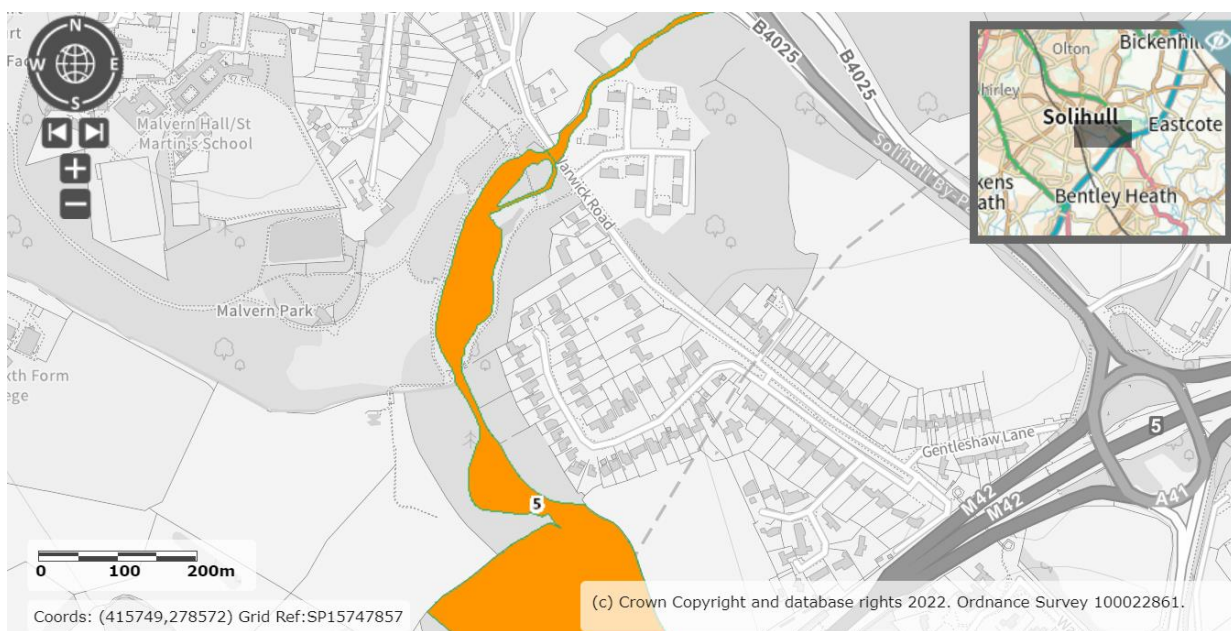 N
W
E
S
Malvern Hall/St
Martin's School
Malvern Park
xth Form
ege
Warwick Road
B4025
B4025
Solihull By-P
Gentleshaw Lane
M42
M42
5
A41
5
Olton
Bickenhi
hirley
Solihull
Eastcote
kens
ath
Bentley Heath
0 100 200m
Coords: (415749,278572) Grid Ref:SP15747857
(c) Crown Copyright and database rights 2022. Ordnance Survey 100022861.